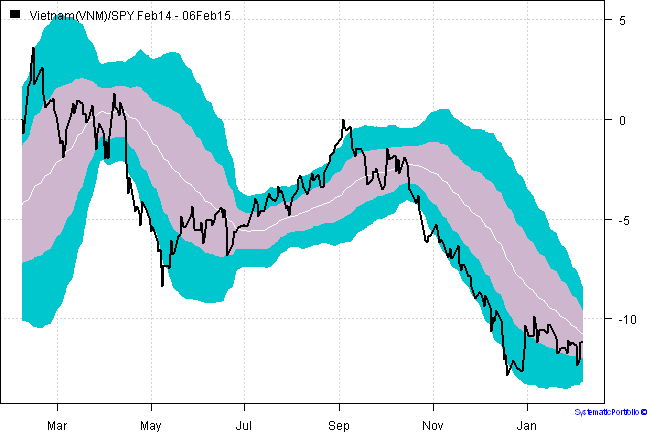 Vietnam(VNM)/SPY Feb14 - 06Feb15
5
0
-5
-10
Mar May Jul Sep Nov Jan
SystematicPortfolio ©